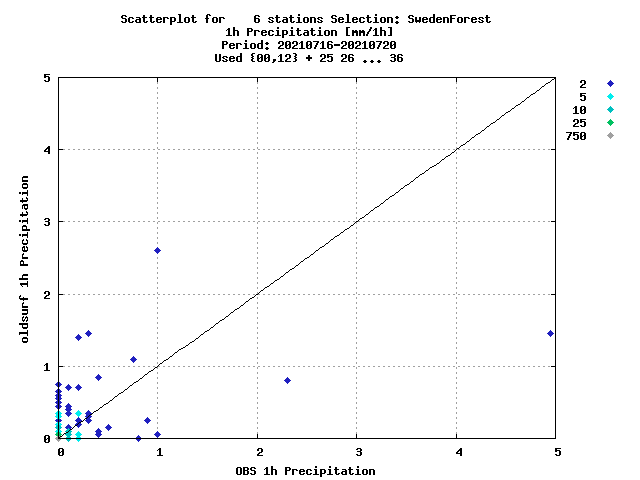 Scatterplot for    6 stations Selection: SwedenForest
1h Precipitation [mm/1h]
Period: 20210716-20210720
Used {00,12} + 25 26 ... 36
5
4
3
2
1
0
oldsurf 1h Precipitation
0 1 2 3 4 5
OBS 1h Precipitation
2
5
10
25
750